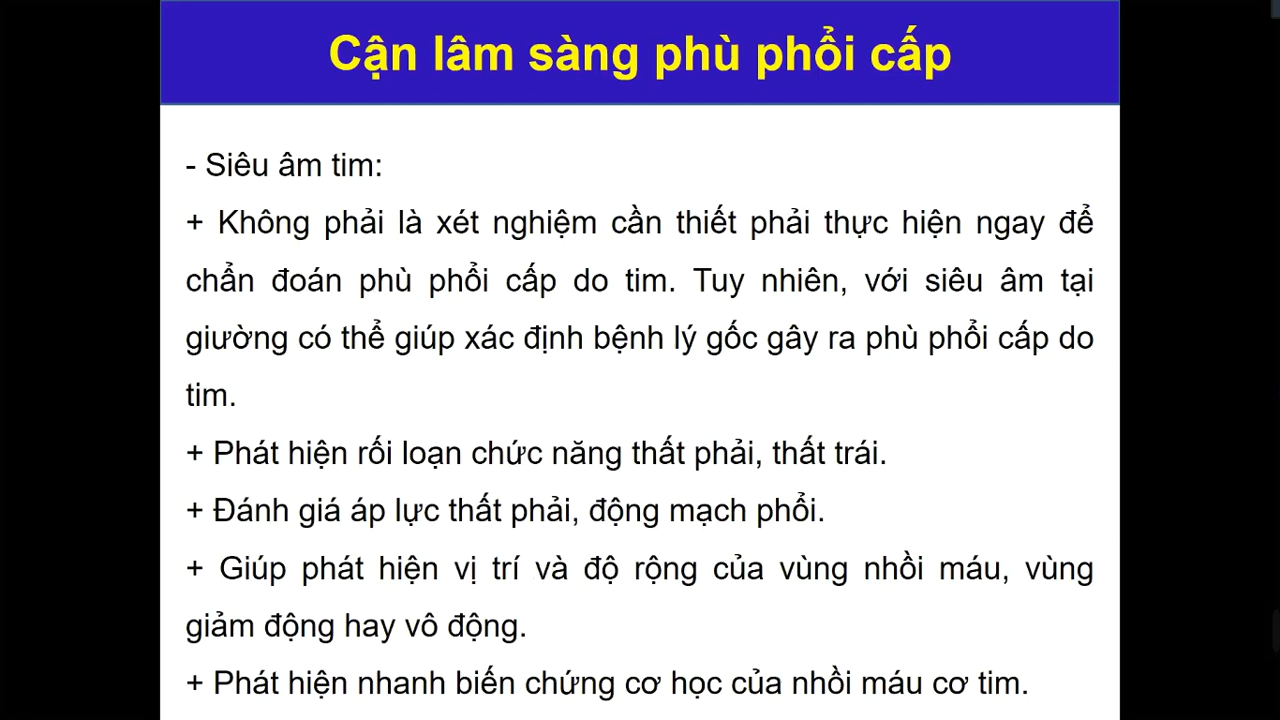 Cận lâm sàng phù phổi cấp
- Siêu âm tim:
+ Không phải là xét nghiệm cần thiết phải thực hiện ngay để
chẩn đoán phù phổi cấp do tim. Tuy nhiên, với siêu âm tại
giường có thể giúp xác định bệnh lý gốc gây ra phù phổi cấp do
tim.
+ Phát hiện rối loạn chức năng thất phải, thất trái.
+ Đánh giá áp lực thất phải, động mạch phổi.
+ Giúp phát hiện vị trí và độ rộng của vùng nhồi máu, vùng
giảm động hay vô động.
+ Phát hiện nhanh biến chứng cơ học của nhồi máu cơ tim.